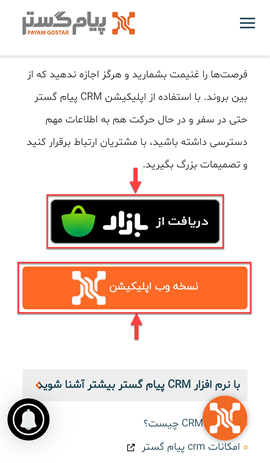 پیام گستر
PAYAM GOSTAR
فرصت‌ها را غنیمت بشمارید و هرگز اجازه ندهید که از
بین بروند. با استفاده از اپلیکیشن CRM پیام گستر
حتی در سفر و در حال حرکت هم به اطلاعات مهم
دسترسی داشته باشید، با مشتریان ارتباط برقرار کنید
و تصمیمات بزرگ بگیرید.
دریافت از بازار
نسخه وب اپلیکیشن
با نرم افزار CRM پیام گستر بیشتر آشنا شوید
CRM چیست؟
امکانات crm پیام گستر